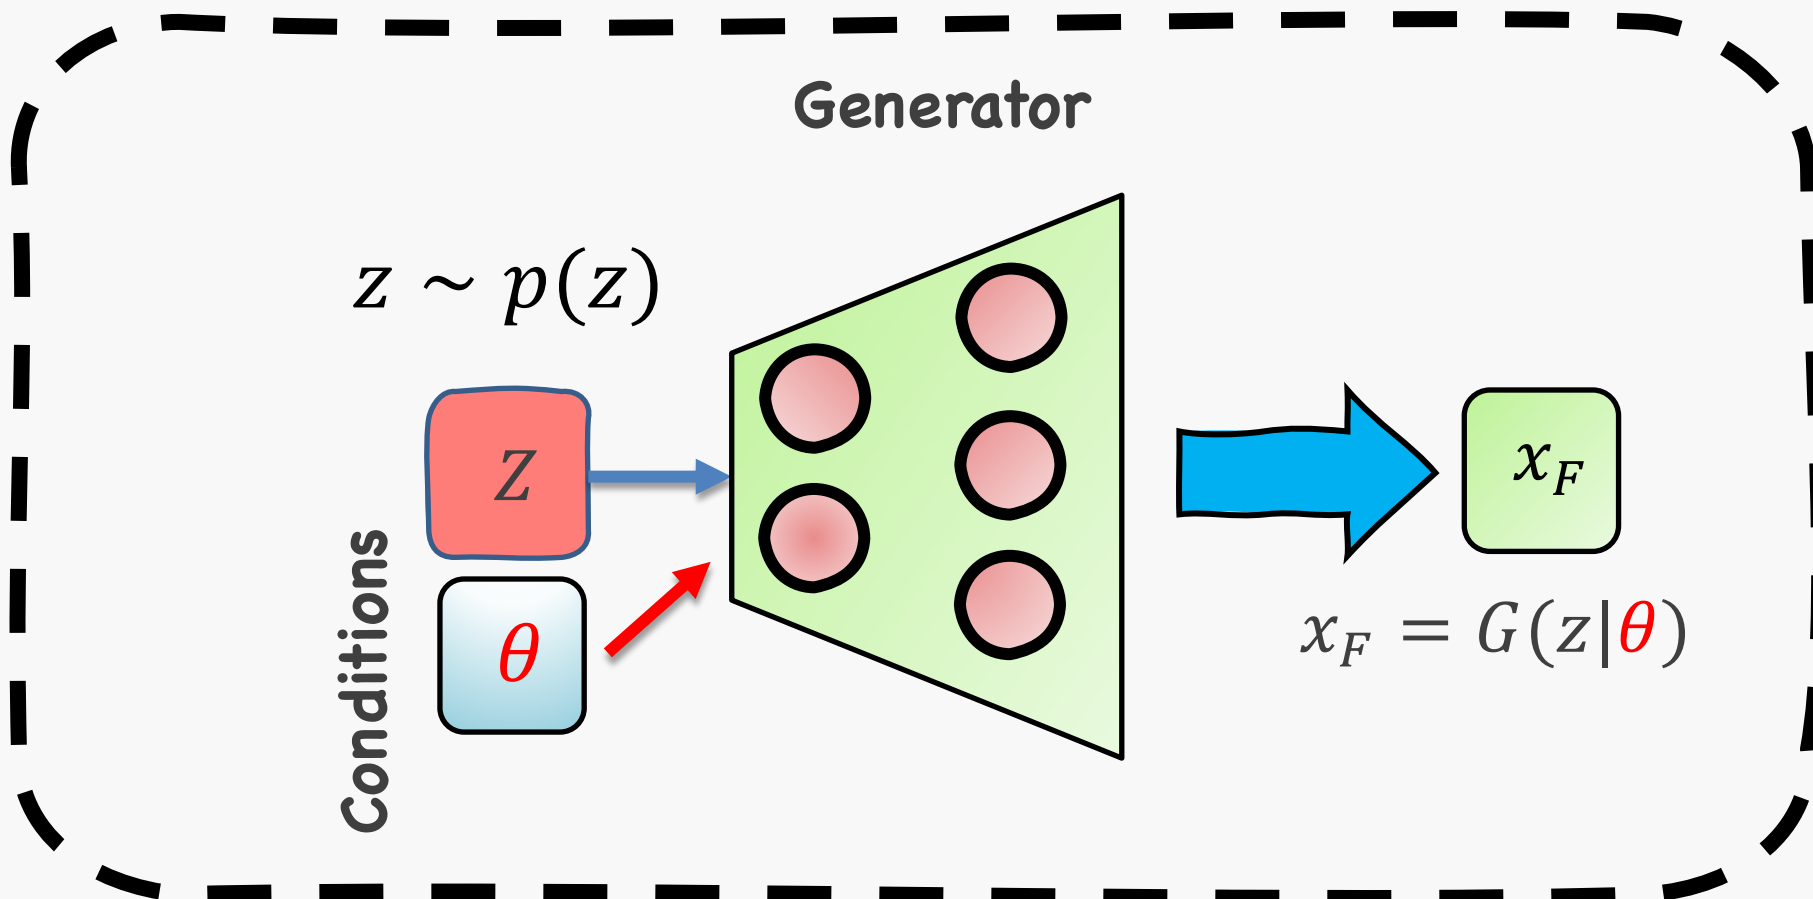 Generator
z ~ p(z)
Z
Conditions
θ
x_F
x_F = G(z|θ)